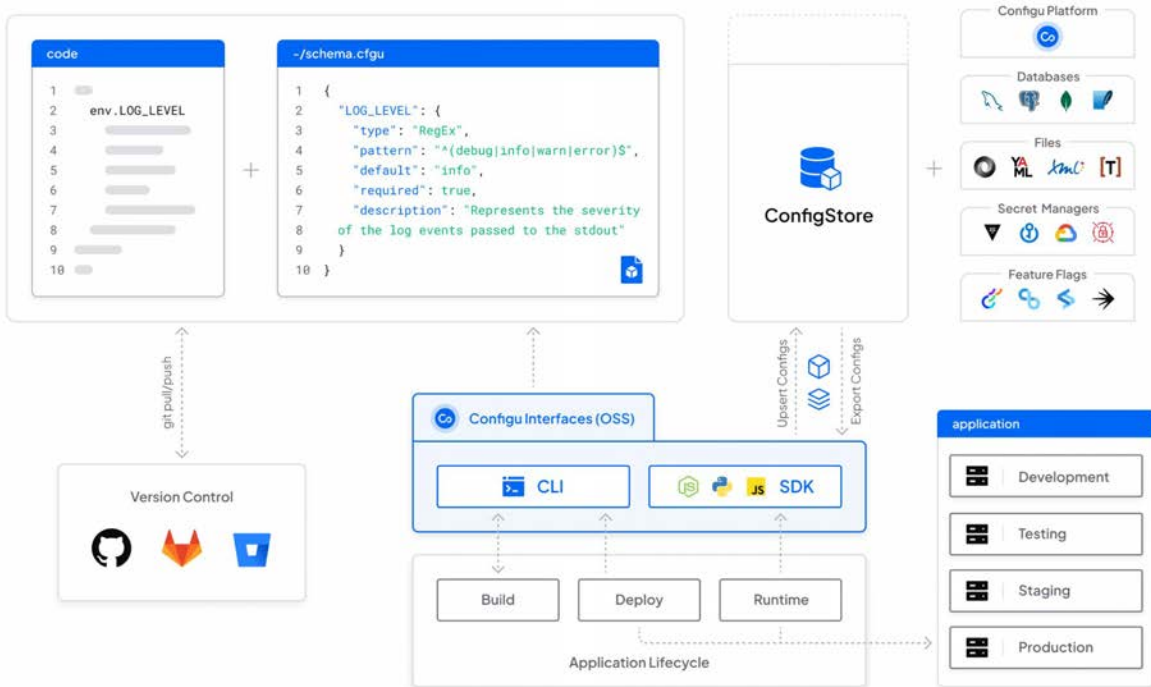 code
1
2 env.LOG_LEVEL
3
4
5
6
7
8
9
10
~/schema.cfgu
1 {
2 "LOG_LEVEL": {
3 "type": "RegEx",
4 "pattern": "^(debug|info|warn|error)$",
5 "default": "info",
6 "required": true,
7 "description": "Represents the severity
8 of the log events passed to the stdout"
9 }
10 }
+
ConfigStore
+
Configu Platform
Co
Databases
Files
YAML
XML
[T]
Secret Managers
Feature Flags
git pull/push
Upsert Configs
Export Configs
Version Control
Co Configu Interfaces (OSS)
CLI
JS JS SDK
Build
Deploy
Runtime
Application Lifecycle
application
Development
Testing
Staging
Production